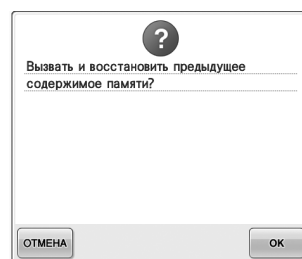 ?
Вызвать и восстановить предыдущее
содержимое памяти?
ОТМЕНА
OK